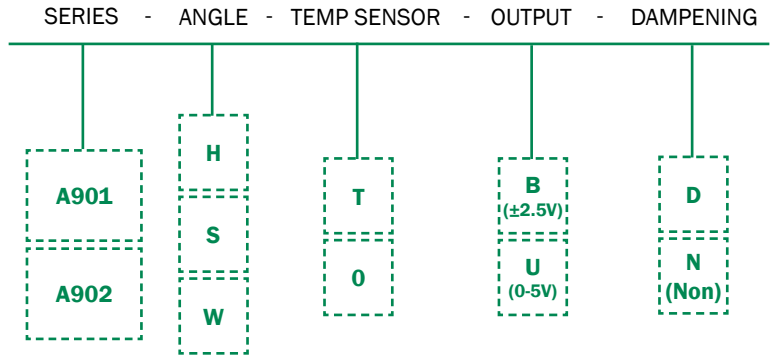 SERIES - ANGLE - TEMP SENSOR - OUTPUT - DAMPENING
A901
A902
H
S
W
T
0
B
(±2.5V)
U
(0-5V)
D
N
(Non)